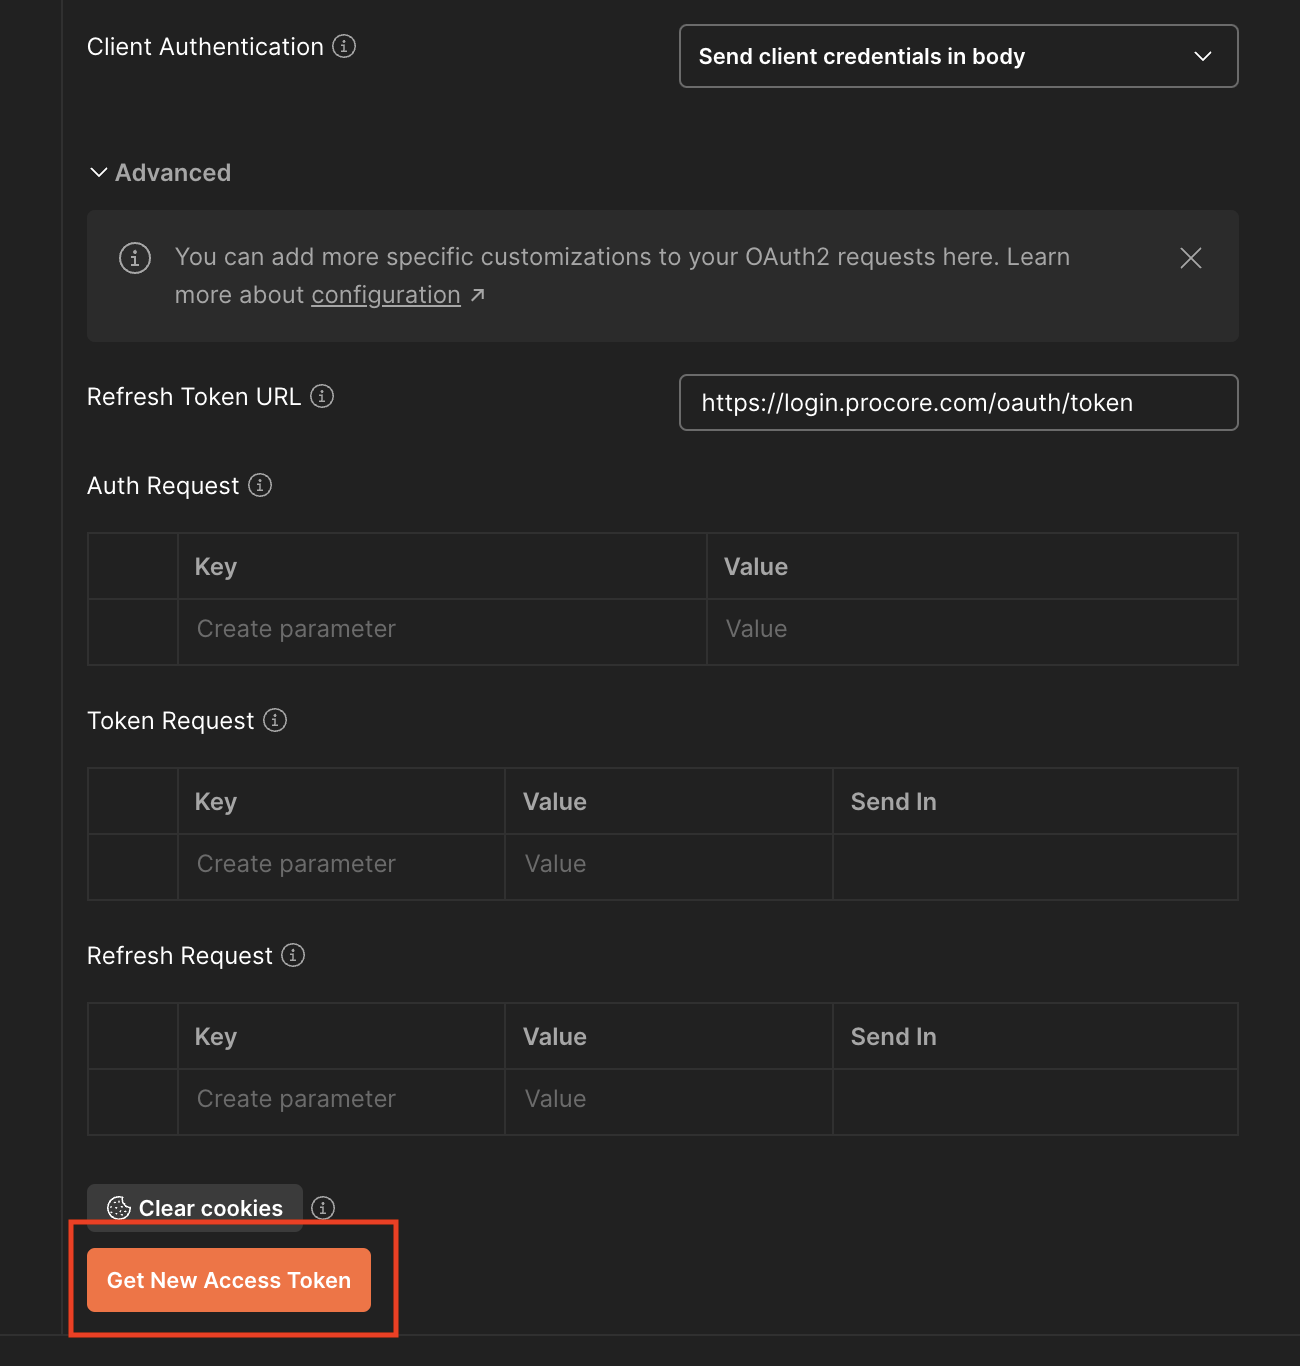 Client Authentication
Send client credentials in body
Advanced
You can add more specific customizations to your OAuth2 requests here. Learn
more about configuration ↗
Refresh Token URL
https://login.procore.com/oauth/token
Auth Request
Key Value
Create parameter Value
Token Request
Key Value Send In
Create parameter Value
Refresh Request
Key Value Send In
Create parameter Value
Clear cookies
Get New Access Token